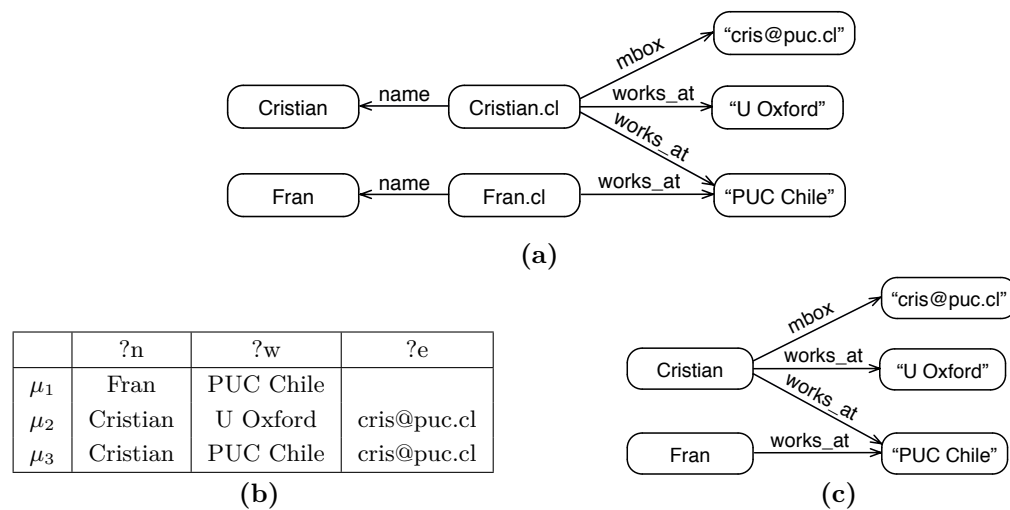 “cris@puc.cl”
mbox
Cristian
name
Cristian.cl
works_at
“U Oxford”
works_at
Fran
name
Fran.cl
works_at
“PUC Chile”
(a)
?n ?w ?e
μ1 Fran PUC Chile
μ2 Cristian U Oxford cris@puc.cl
μ3 Cristian PUC Chile cris@puc.cl
(b)
“cris@puc.cl”
mbox
Cristian
works_at
“U Oxford”
works_at
Fran
works_at
“PUC Chile”
(c)